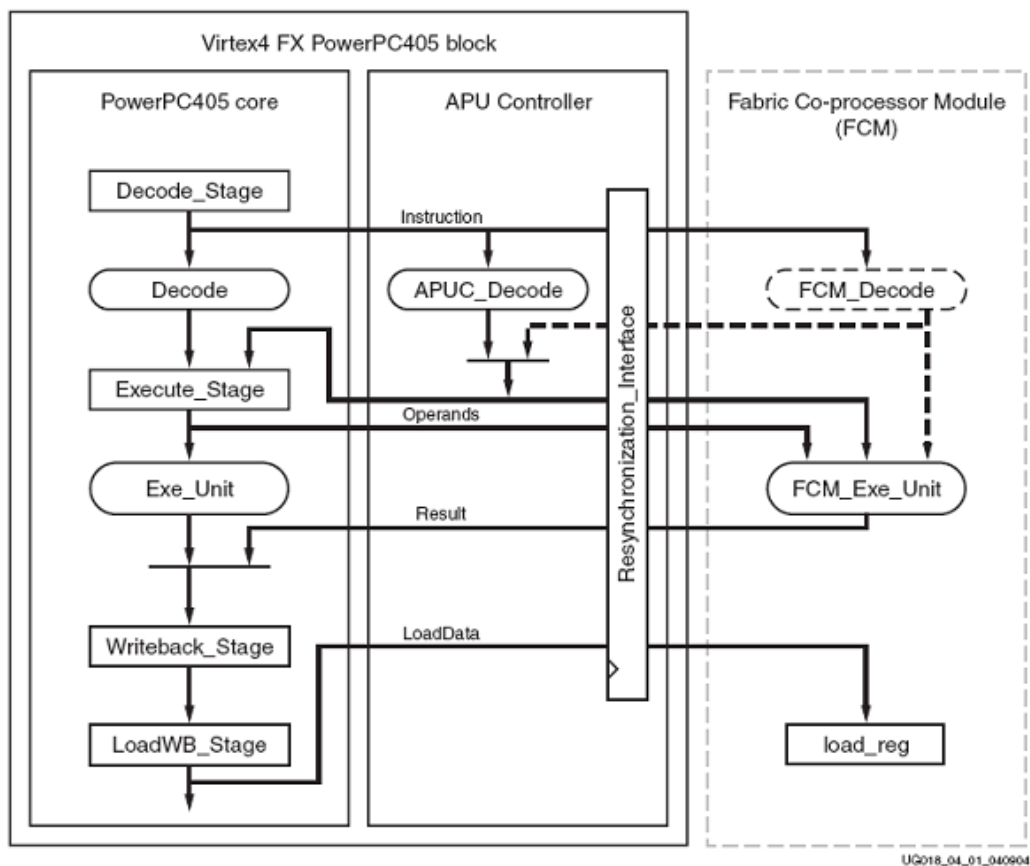 Virtex4 FX PowerPC405 block
PowerPC405 core
APU Controller
Fabric Co-processor Module
(FCM)
Decode_Stage
Instruction
Decode
APUC_Decode
FCM_Decode
Execute_Stage
Operands
Resynchronization_Interface
Exe_Unit
FCM_Exe_Unit
Result
Writeback_Stage
LoadData
LoadWB_Stage
load_reg
UG018_04_01_040904